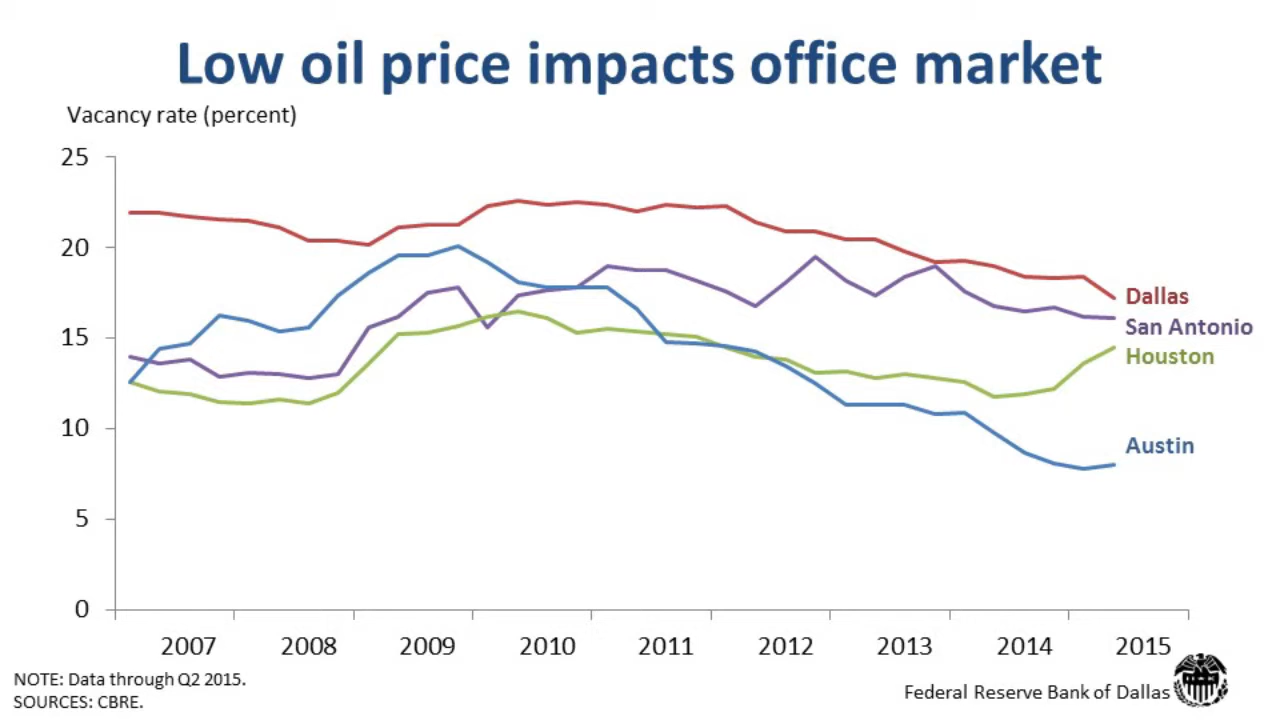 Low oil price impacts office market
Vacancy rate (percent)
25
20
15
10
5
0
Dallas
San Antonio
Houston
Austin
2007 2008 2009 2010 2011 2012 2013 2014 2015
NOTE: Data through Q2 2015.
SOURCES: CBRE.
Federal Reserve Bank of Dallas